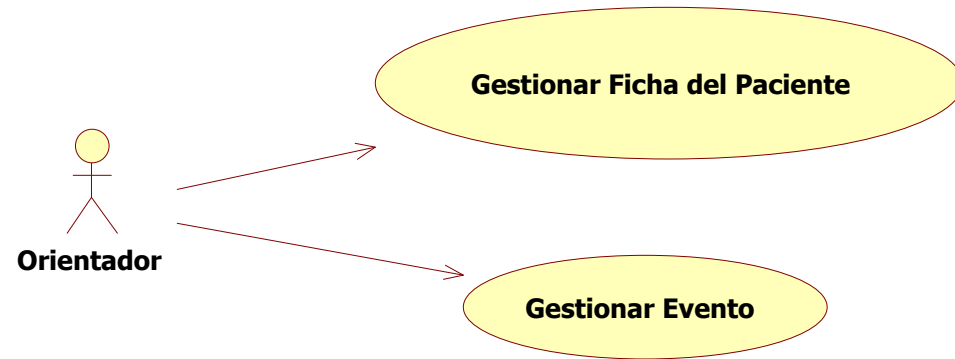 Gestionar Ficha del Paciente
Orientador
Gestionar Evento